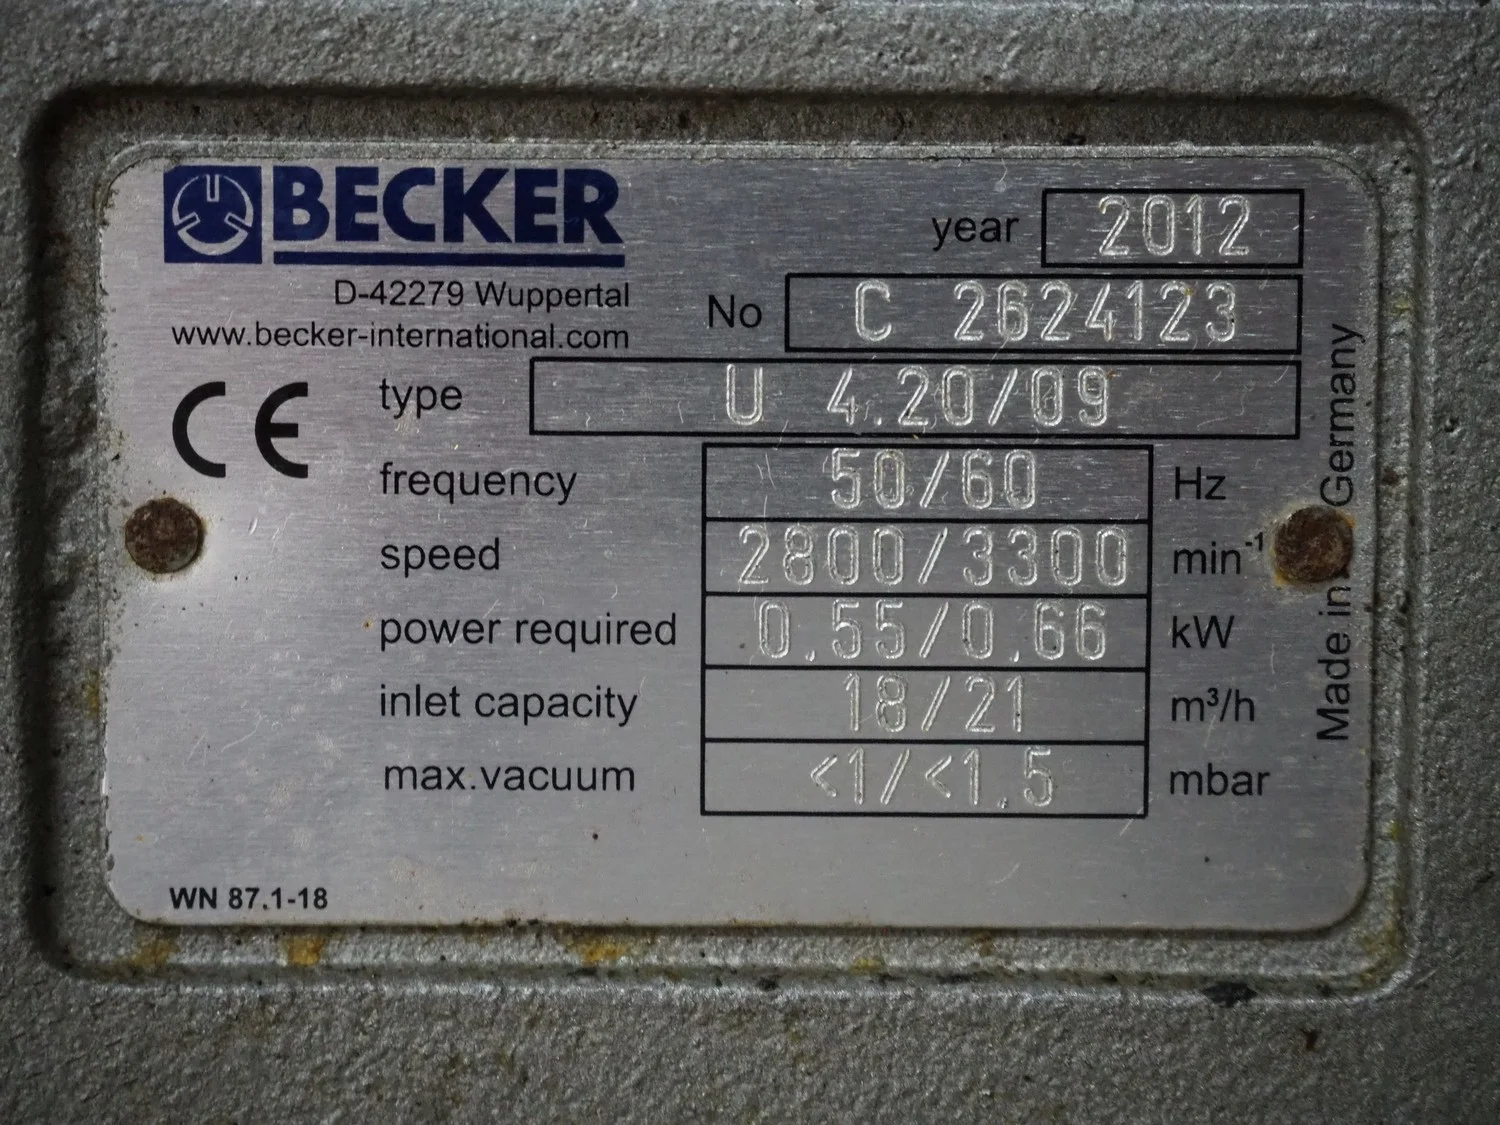 BECKER
D-42279 Wuppertal
www.becker-international.com
year 2012
No C 2624123
type U 4.20/09
frequency 50/60 Hz
speed 2800/3300 min⁻¹
power required 0.55/0.66 kW
inlet capacity 18/21 m³/h
max.vacuum <1/<1.5 mbar
CE
WN 87.1-18
Made in Germany